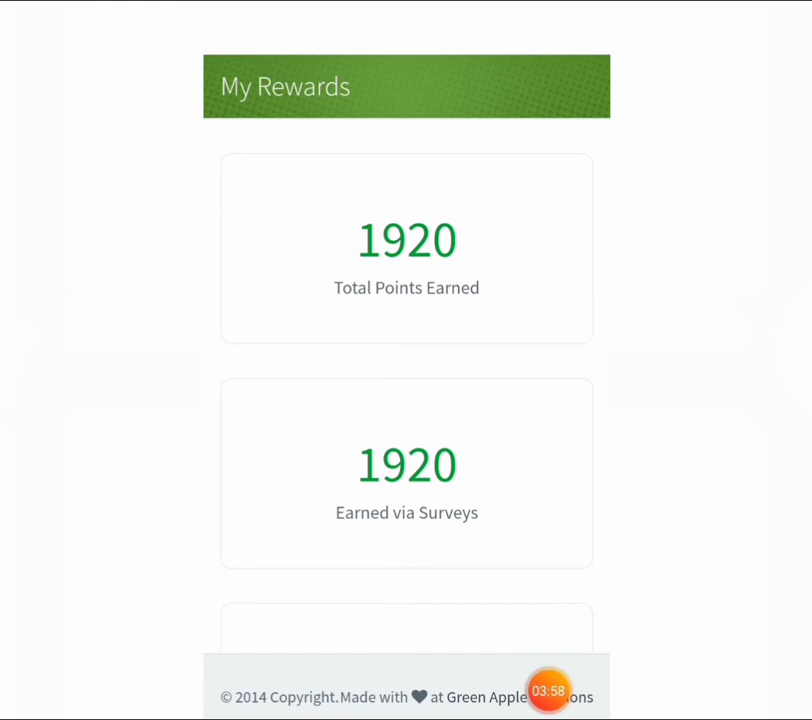 My Rewards
1920
Total Points Earned
1920
Earned via Surveys
© 2014 Copyright.Made with ♥ at Green Apple
03:58